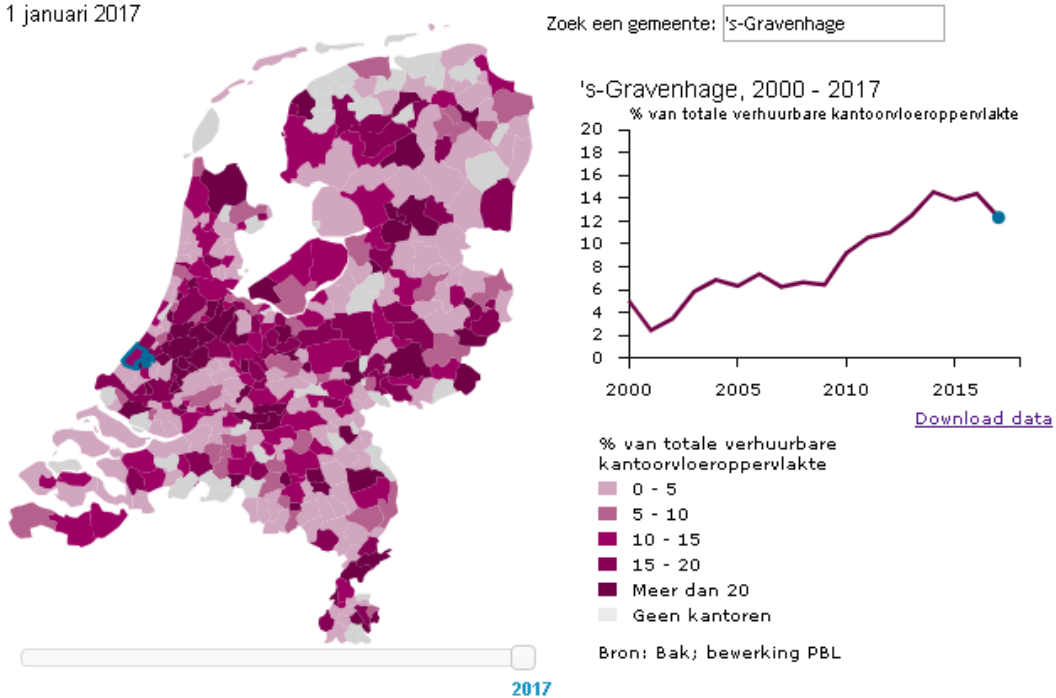 1 januari 2017
Zoek een gemeente: 's-Gravenhage
's-Gravenhage, 2000 - 2017
% van totale verhuurbare kantoorvloeroppervlakte
20
18
16
14
12
10
8
6
4
2
0
2000 2005 2010 2015
Download data
% van totale verhuurbare
kantoorvloeroppervlakte
0 - 5
5 - 10
10 - 15
15 - 20
Meer dan 20
Geen kantoren
Bron: Bak; bewerking PBL
2017